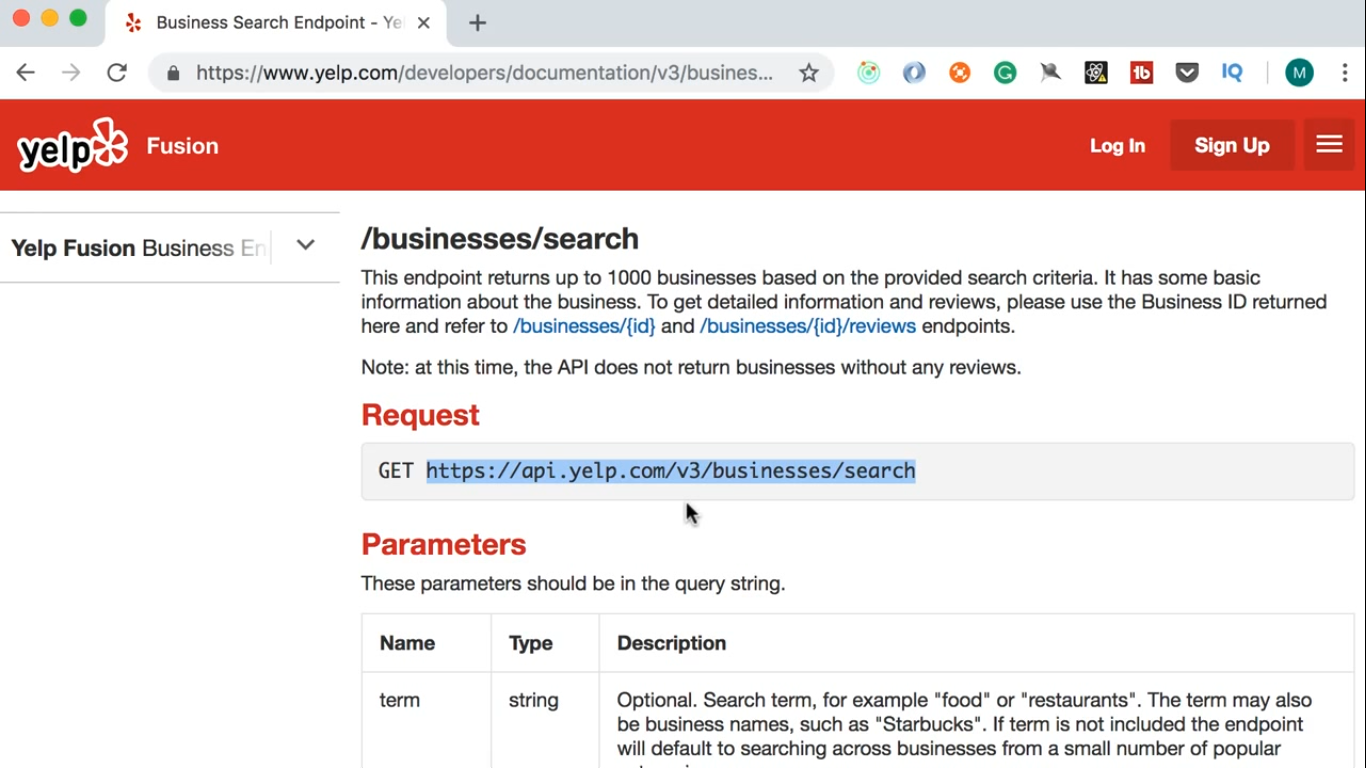 Business Search Endpoint - Ye
https://www.yelp.com/developers/documentation/v3/busines...
G
1b
IQ
M
yelp
Fusion
Log In
Sign Up
Yelp Fusion Business En
/businesses/search
This endpoint returns up to 1000 businesses based on the provided search criteria. It has some basic
information about the business. To get detailed information and reviews, please use the Business ID returned
here and refer to /businesses/{id} and /businesses/{id}/reviews endpoints.
Note: at this time, the API does not return businesses without any reviews.
Request
GET https://api.yelp.com/v3/businesses/search
Parameters
These parameters should be in the query string.
Name Type Description
term string Optional. Search term, for example "food" or "restaurants". The term may also
be business names, such as "Starbucks". If term is not included the endpoint
will default to searching across businesses from a small number of popular